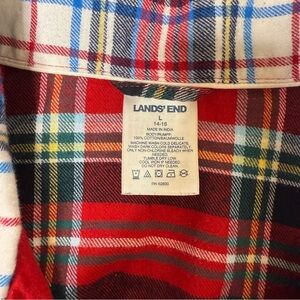 LANDS' END
L
14-16
MADE IN INDIA
BODY/RUMPF:
100% COTTON/BAUMWOLLE
MACHINE WASH COLD DELICATE.
WASH DARK COLORS SEPARATELY.
ONLY NON-CHLORINE BLEACH WHEN
NEEDED.
TUMBLE DRY LOW.
COOL IRON IF NEEDED.
DO NOT DRY CLEAN.